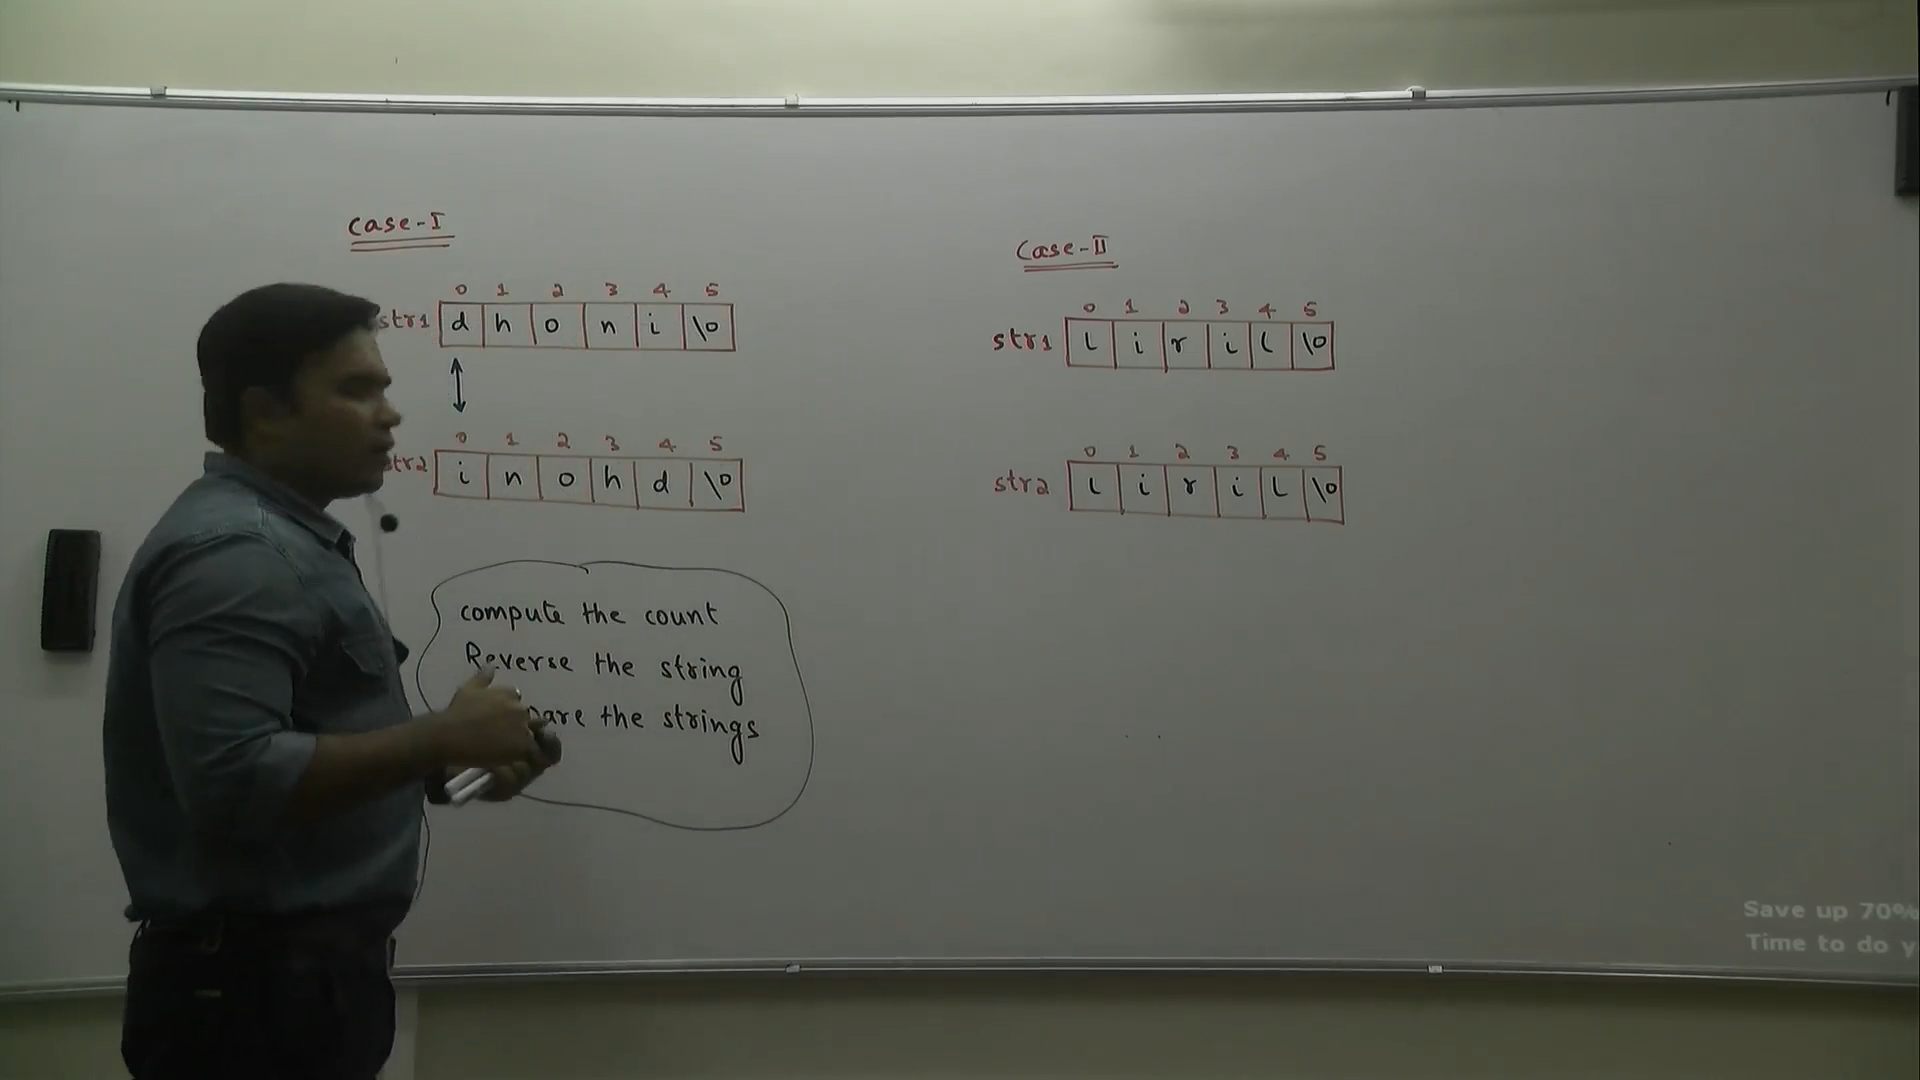 Case-I
0 1 2 3 4 5
str1 d h o n i \0
0 1 2 3 4 5
str2 i n o h d \0
compute the count
Reverse the string
the strings
Case-II
0 1 2 3 4 5
str1 l i r i l \0
0 1 2 3 4 5
str2 l i r i l \0
Save up 70%
Time to do y